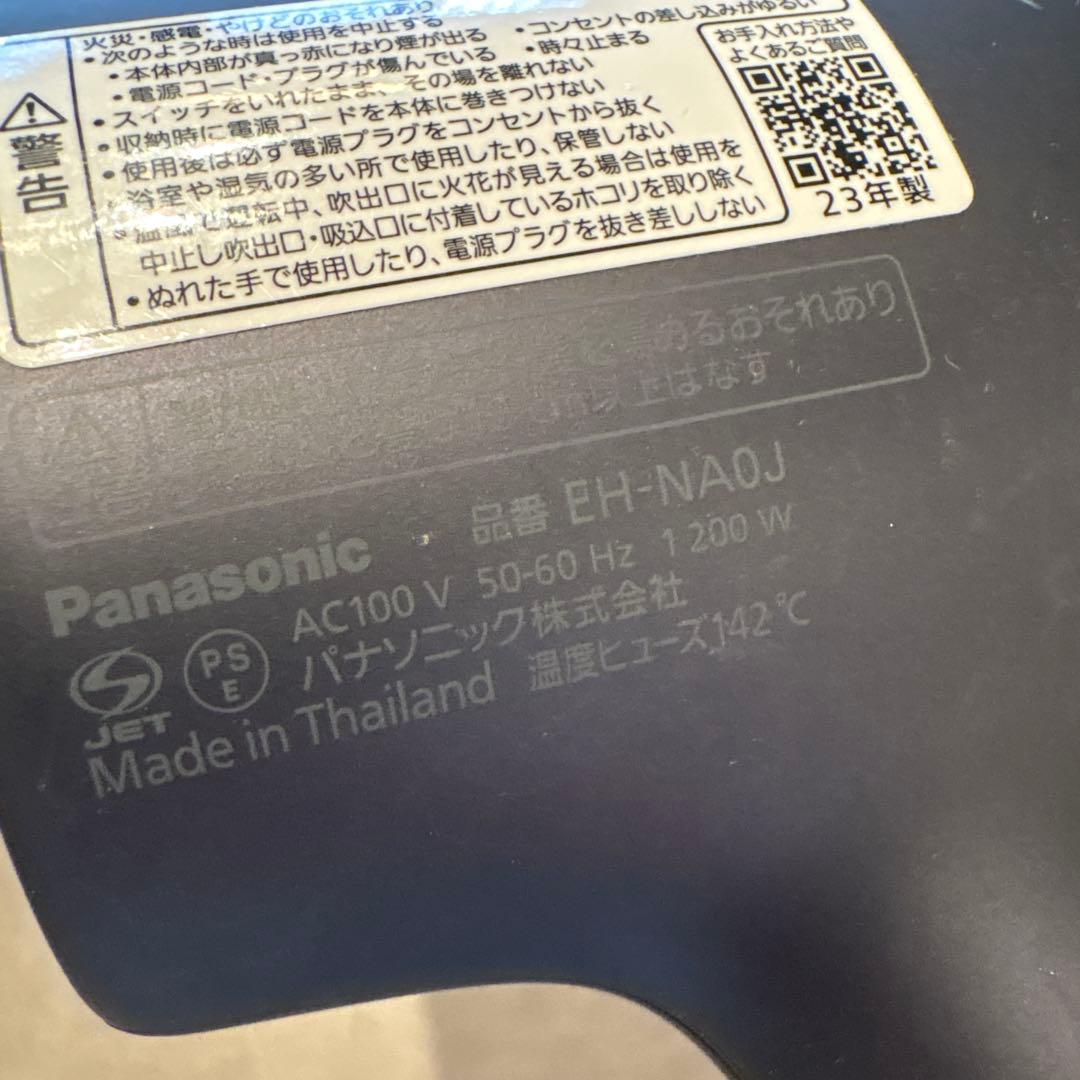 火災・感電・やけどのおそれあり
・次のような時は使用を中止する
・本体内部が真っ赤になり煙が出る
・コンセントの差し込みがゆるい
・電源コード・プラグが傷んでいる
・時々止まる
・スイッチをいれたまま、その場を離れない
・収納時に電源コードを本体に巻きつけない
・使用後は必ず電源プラグをコンセントから抜く
・浴室や湿気の多い所で使用したり、保管しない
・温風で運転中、吹出口に火花が見える場合は使用を
中止し吹出口・吸込口に付着しているホコリを取り除く
・ぬれた手で使用したり、電源プラグを抜き差ししない
警告
お手入れ方法や
よくあるご質問
23年製
るおそれあり
以上はなす
品番 EH-NA0J
Panasonic
AC100 V 50-60 Hz 1 200 W
パナソニック株式会社
PS
E
JET
Made in Thailand
温度ヒューズ142℃